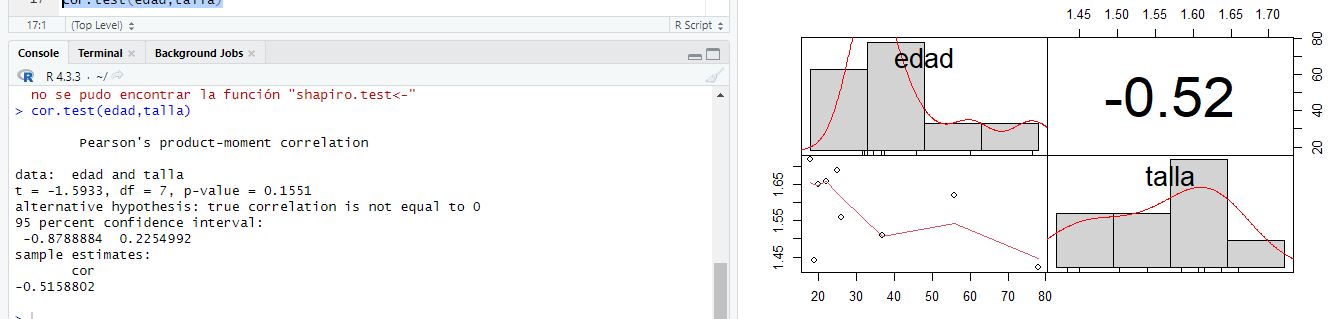 17 cor.test(edad,talla)
17:1 (Top Level) R Script
Console Terminal Background Jobs
R 4.3.3 · ~/
no se pudo encontrar la función "shapiro.test<-"
> cor.test(edad,talla)
Pearson's product-moment correlation
data: edad and talla
t = -1.5933, df = 7, p-value = 0.1551
alternative hypothesis: true correlation is not equal to 0
95 percent confidence interval:
-0.8788884 0.2254992
sample estimates:
cor
-0.5158802
>
1.45 1.50 1.55 1.60 1.65 1.70
edad
-0.52
20 40 60 80
talla
1.45 1.55 1.65
20 30 40 50 60 70 80